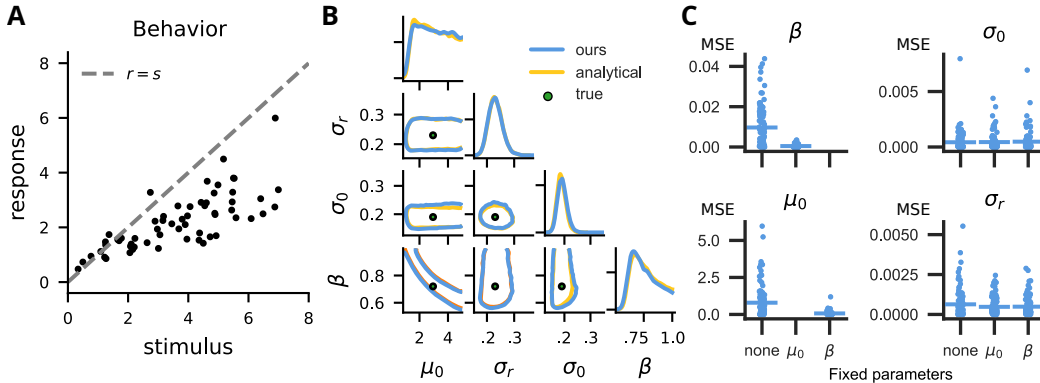 A
Behavior
r = s
response
8
6
4
2
0
0 2 4 6 8
stimulus
B
ours
analytical
true
σr
0.3
0.2
σ0
0.3
0.2
β
0.8
0.6
2 4
.2 .3
.2 .3
.75 1.0
μ0
σr
σ0
β
C
β
MSE
0.04
0.02
0.00
σ0
MSE
0.005
0.000
μ0
MSE
5.0
2.5
0.0
none μ0 β
σr
MSE
0.0050
0.0025
0.0000
none μ0 β
Fixed parameters